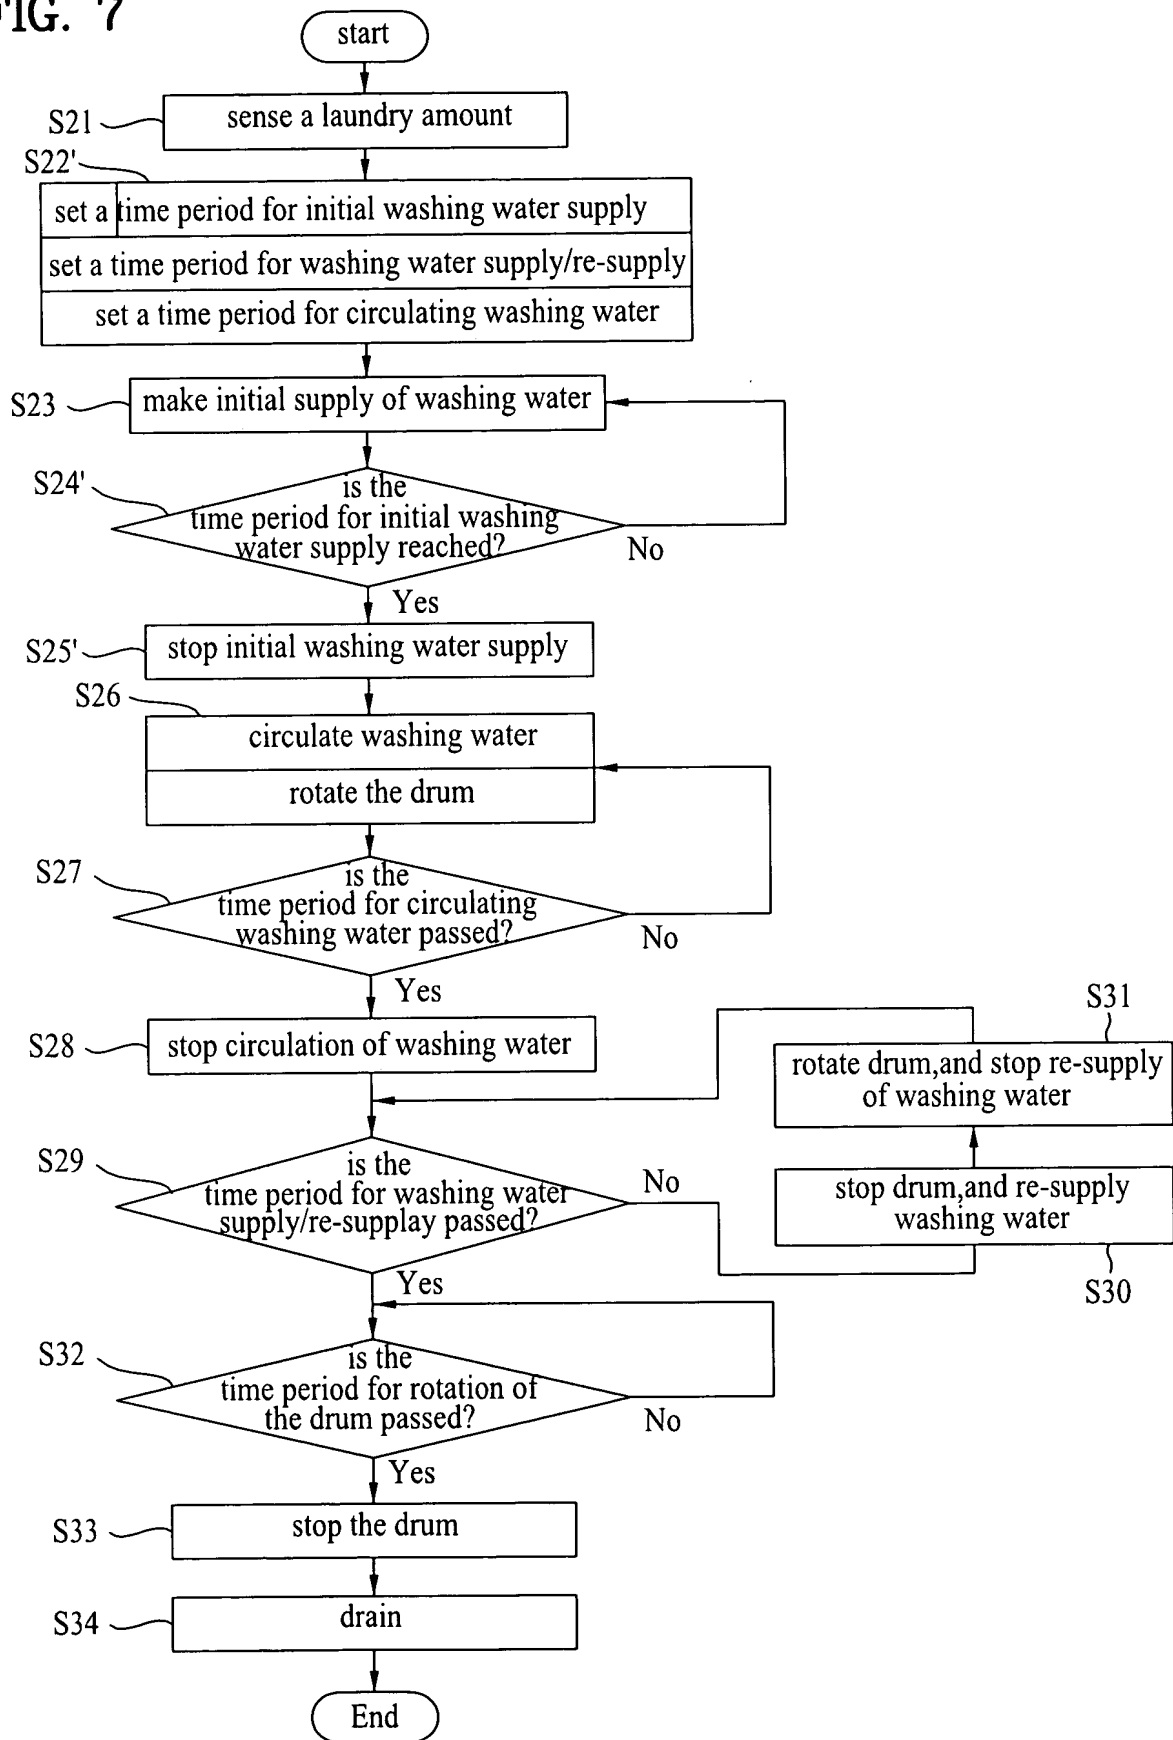 FIG. 7
start
S21
sense a laundry amount
S22'
set a time period for initial washing water supply
set a time period for washing water supply/re-supply
set a time period for circulating washing water
S23
make initial supply of washing water
S24'
is the
time period for initial washing
water supply reached?
No
Yes
S25'
stop initial washing water supply
S26
circulate washing water
rotate the drum
S27
is the
time period for circulating
washing water passed?
No
Yes
S28
stop circulation of washing water
S31
rotate drum,and stop re-supply
of washing water
S29
is the
time period for washing water
supply/re-supplay passed?
No
stop drum,and re-supply
washing water
S30
Yes
S32
is the
time period for rotation of
the drum passed?
No
Yes
S33
stop the drum
S34
drain
End